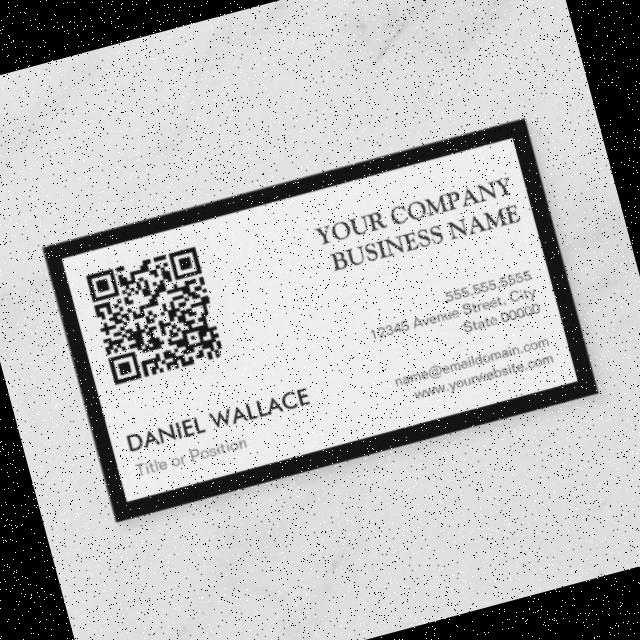 YOUR COMPANY
BUSINESS NAME
555.555.5555
12345 Avenue Street, City
State 00000
name@emaildomain.com
www.yourwebsite.com
DANIEL WALLACE
Title or Position